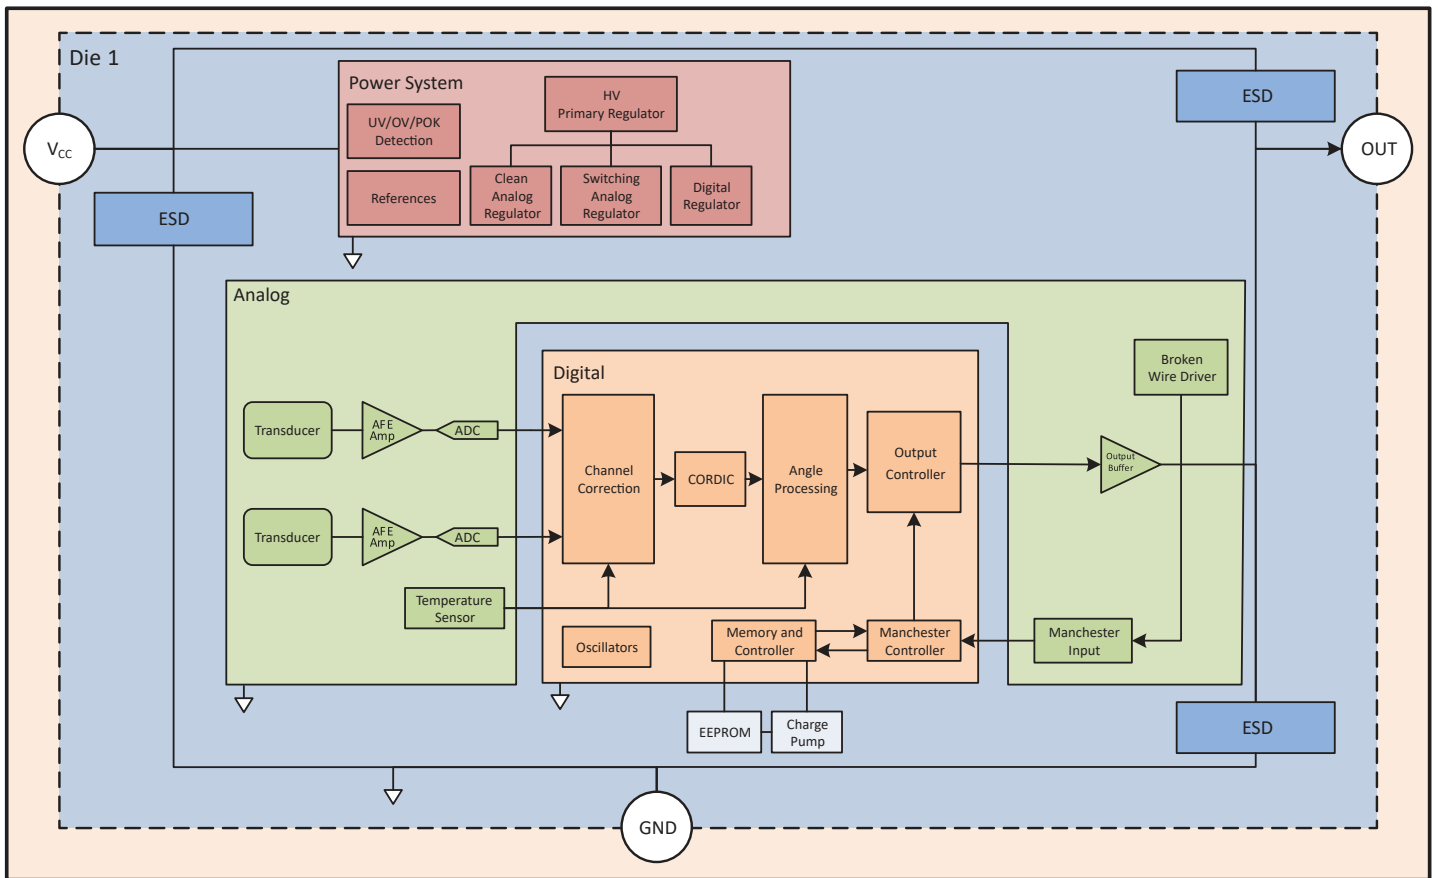 Die 1
Power System
HV
Primary Regulator
UV/OV/POK
Detection
References
Clean
Analog
Regulator
Switching
Analog
Regulator
Digital
Regulator
ESD
V_CC
OUT
ESD
Analog
Digital
Broken
Wire Driver
Transducer
AFE
Amp
ADC
Channel
Correction
CORDIC
Angle
Processing
Output
Controller
Output
Buffer
Transducer
AFE
Amp
ADC
Temperature
Sensor
Oscillators
Memory and
Controller
Manchester
Controller
Manchester
Input
EEPROM
Charge
Pump
ESD
GND